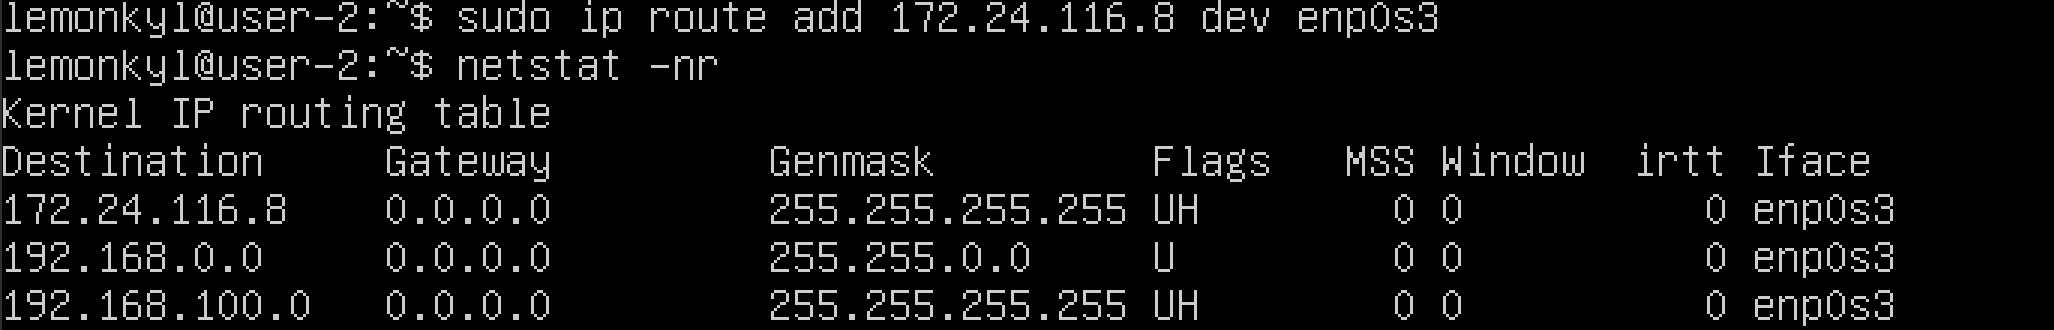 lemonkyl@user-2:~$ sudo ip route add 172.24.116.8 dev enp0s3
lemonkyl@user-2:~$ netstat -nr
Kernel IP routing table
Destination     Gateway         Genmask         Flags   MSS Window  irtt Iface
172.24.116.8    0.0.0.0         255.255.255.255 UH        0 0          0 enp0s3
192.168.0.0     0.0.0.0         255.255.0.0     U         0 0          0 enp0s3
192.168.100.0   0.0.0.0         255.255.255.255 UH        0 0          0 enp0s3